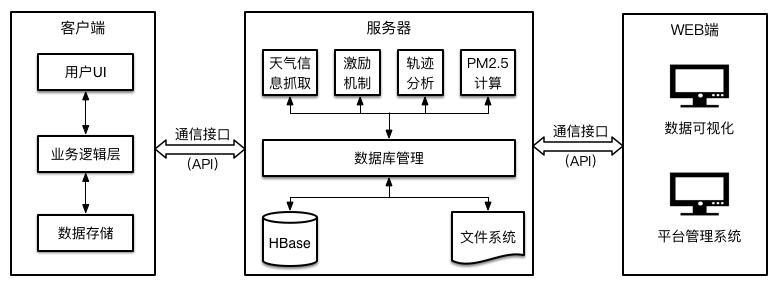 客户端
用户UI
业务逻辑层
数据存储
通信接口
(API)
服务器
天气信
息抓取
激励
机制
轨迹
分析
PM2.5
计算
数据库管理
HBase
文件系统
通信接口
(API)
WEB端
数据可视化
平台管理系统